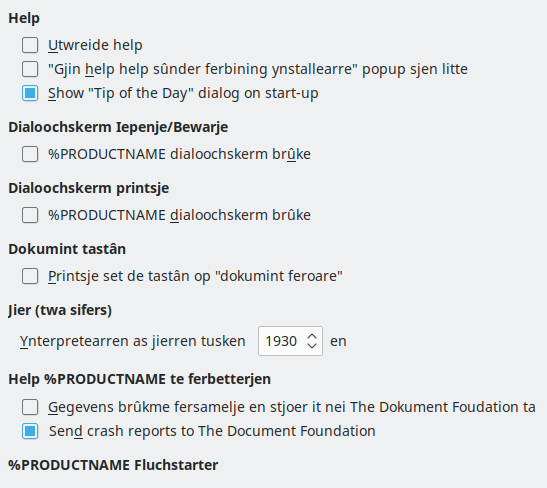 Help
Utwreide help
"Gjin help help sûnder ferbining ynstallearre" popup sjen litte
Show "Tip of the Day" dialog on start-up
Dialoochskerm Iepenje/Bewarje
%PRODUCTNAME dialoochskerm brûke
Dialoochskerm printsje
%PRODUCTNAME dialoochskerm brûke
Dokumint tastân
Printsje set de tastân op "dokumint feroare"
Jier (twa sifers)
Ynterpretearren as jierren tusken 1930 en
Help %PRODUCTNAME te ferbetterjen
Gegevens brûkme fersamelje en stjoer it nei The Dokument Foudation ta
Send crash reports to The Document Foundation
%PRODUCTNAME Fluchstarter